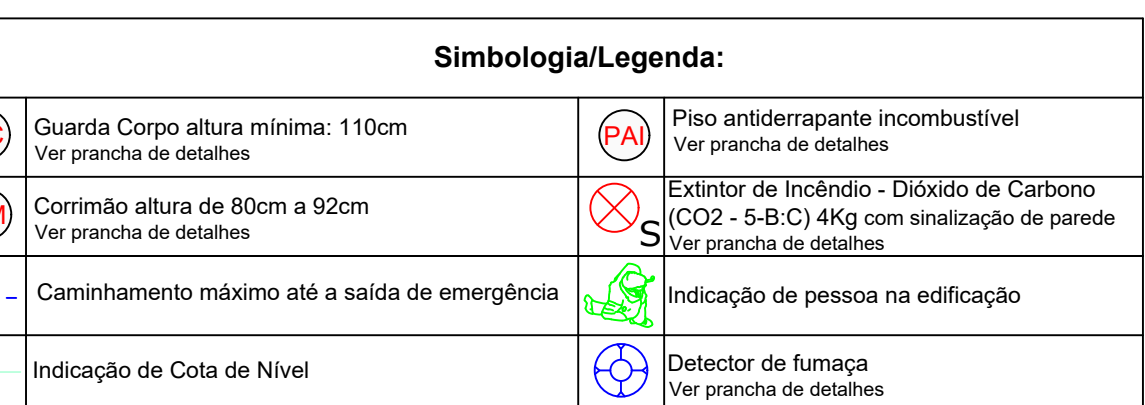 Simbologia/Legenda:
Guarda Corpo altura mínima: 110cm
Ver prancha de detalhes
PAI
Piso antiderrapante incombustível
Ver prancha de detalhes
Corrimão altura de 80cm a 92cm
Ver prancha de detalhes
S
Extintor de Incêndio - Dióxido de Carbono
(CO2 - 5-B:C) 4Kg com sinalização de parede
Ver prancha de detalhes
Caminhamento máximo até a saída de emergência
Indicação de pessoa na edificação
Indicação de Cota de Nível
Detector de fumaça
Ver prancha de detalhes